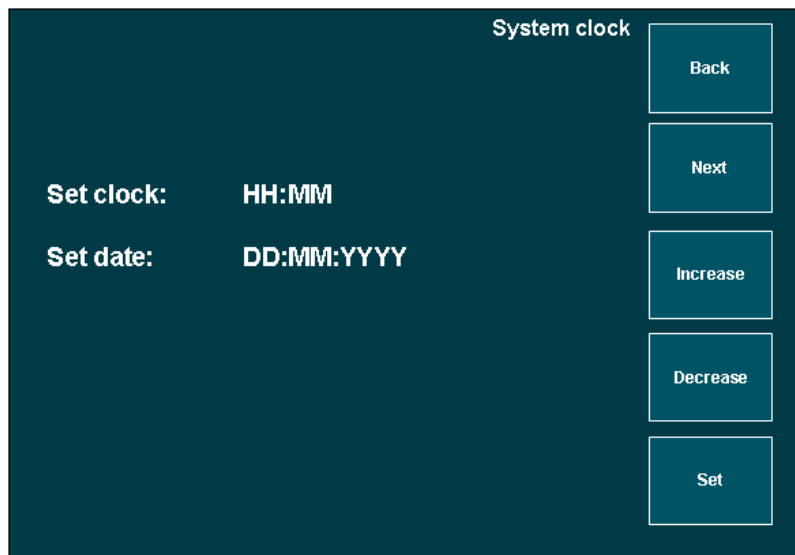 System clock
Back
Next
Set clock: HH:MM
Set date: DD:MM:YYYY
Increase
Decrease
Set